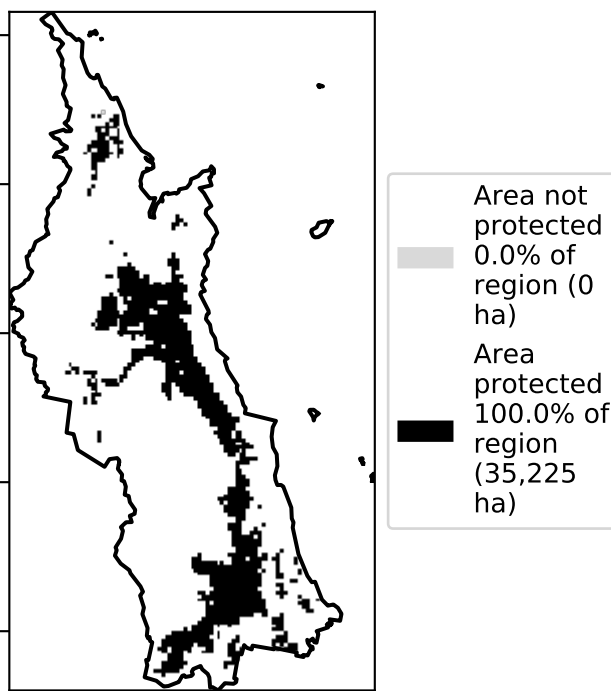 Area not
protected
0.0% of
region (0
ha)
Area
protected
100.0% of
region
(35,225
ha)